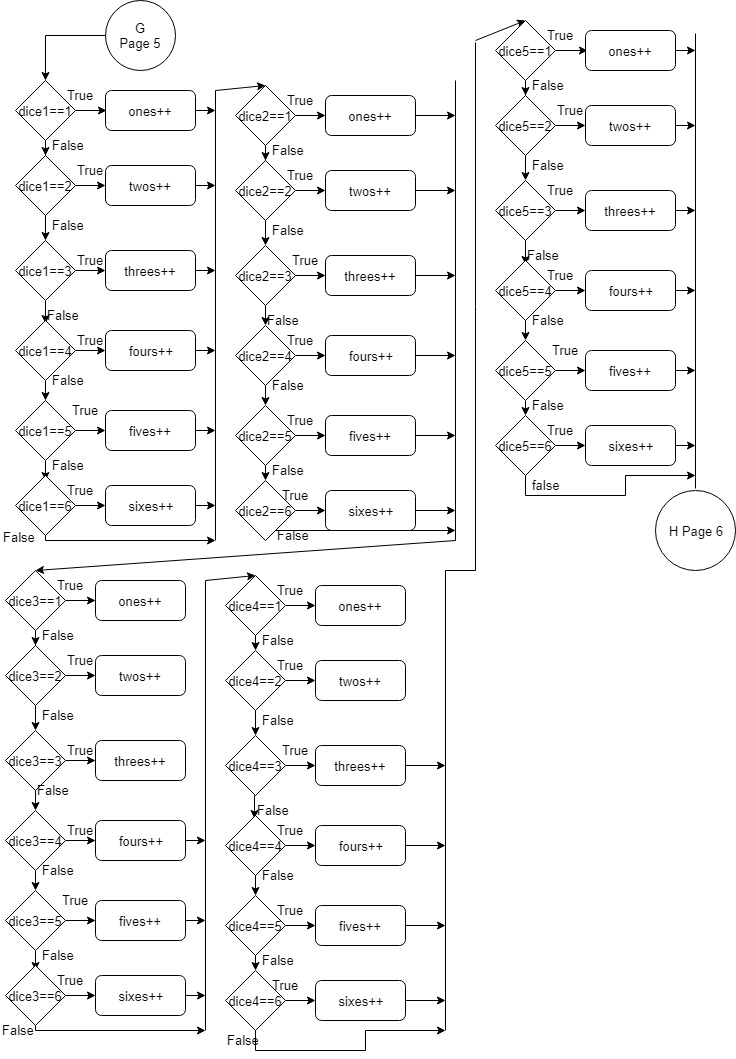 G
Page 5
dice1==1
True
ones++
False
dice1==2
True
twos++
False
dice1==3
True
threes++
False
dice1==4
True
fours++
False
dice1==5
True
fives++
False
dice1==6
True
sixes++
False
dice2==1
True
ones++
False
dice2==2
True
twos++
False
dice2==3
True
threes++
False
dice2==4
True
fours++
False
dice2==5
True
fives++
False
dice2==6
True
sixes++
False
dice3==1
True
ones++
False
dice3==2
True
twos++
False
dice3==3
True
threes++
False
dice3==4
True
fours++
False
dice3==5
True
fives++
False
dice3==6
True
sixes++
False
dice4==1
True
ones++
False
dice4==2
True
twos++
False
dice4==3
True
threes++
False
dice4==4
True
fours++
False
dice4==5
True
fives++
False
dice4==6
True
sixes++
False
dice5==1
True
ones++
False
dice5==2
True
twos++
False
dice5==3
True
threes++
False
dice5==4
True
fours++
False
dice5==5
True
fives++
False
dice5==6
True
sixes++
false
H Page 6